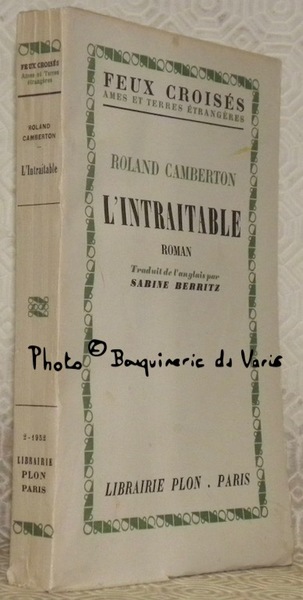 FEUX CROISÉS
Ames et Terres
étrangères
ROLAND
CAMBERTON
L'Intraitable
2-1952
LIBRAIRIE
PLON
PARIS
FEUX CROISÉS
AMES ET TERRES ÉTRANGÈRES
ROLAND CAMBERTON
L'INTRAITABLE
ROMAN
Traduit de l'anglais par
SABINE BERRITZ
LIBRAIRIE PLON . PARIS
Photo © Bouquinerie du Varis